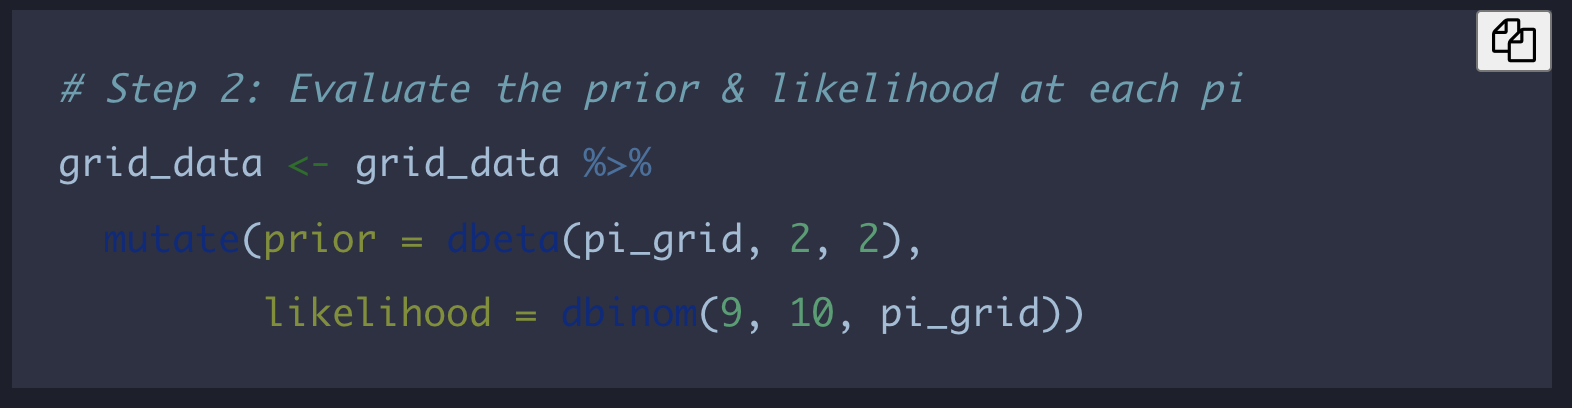 # Step 2: Evaluate the prior & likelihood at each pi
grid_data <- grid_data %>%
  mutate(prior = dbeta(pi_grid, 2, 2),
         likelihood = dbinom(9, 10, pi_grid))